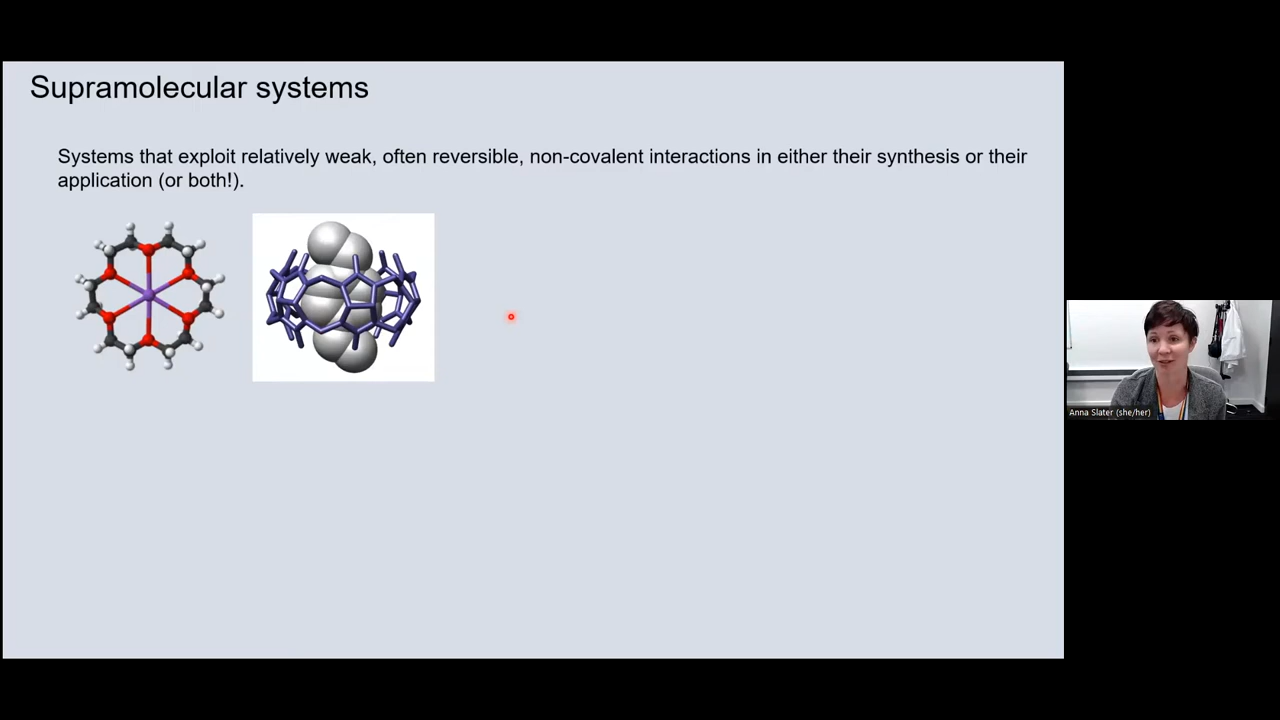 Supramolecular systems
Systems that exploit relatively weak, often reversible, non-covalent interactions in either their synthesis or their
application (or both!).
Anna Slater (she/her)